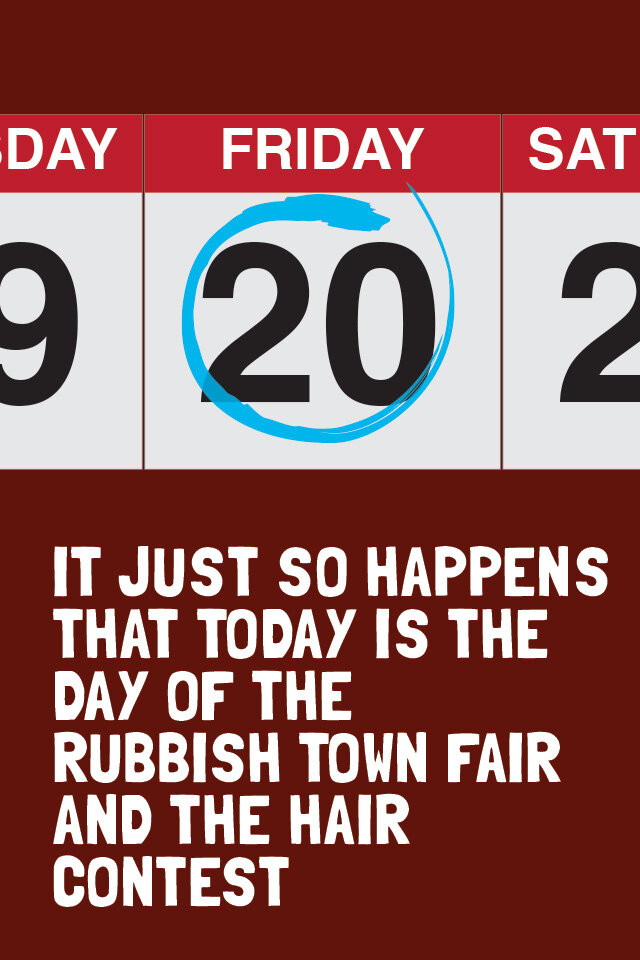 SDAY FRIDAY SAT
9 20 2
IT JUST SO HAPPENS
THAT TODAY IS THE
DAY OF THE
RUBBISH TOWN FAIR
AND THE HAIR
CONTEST